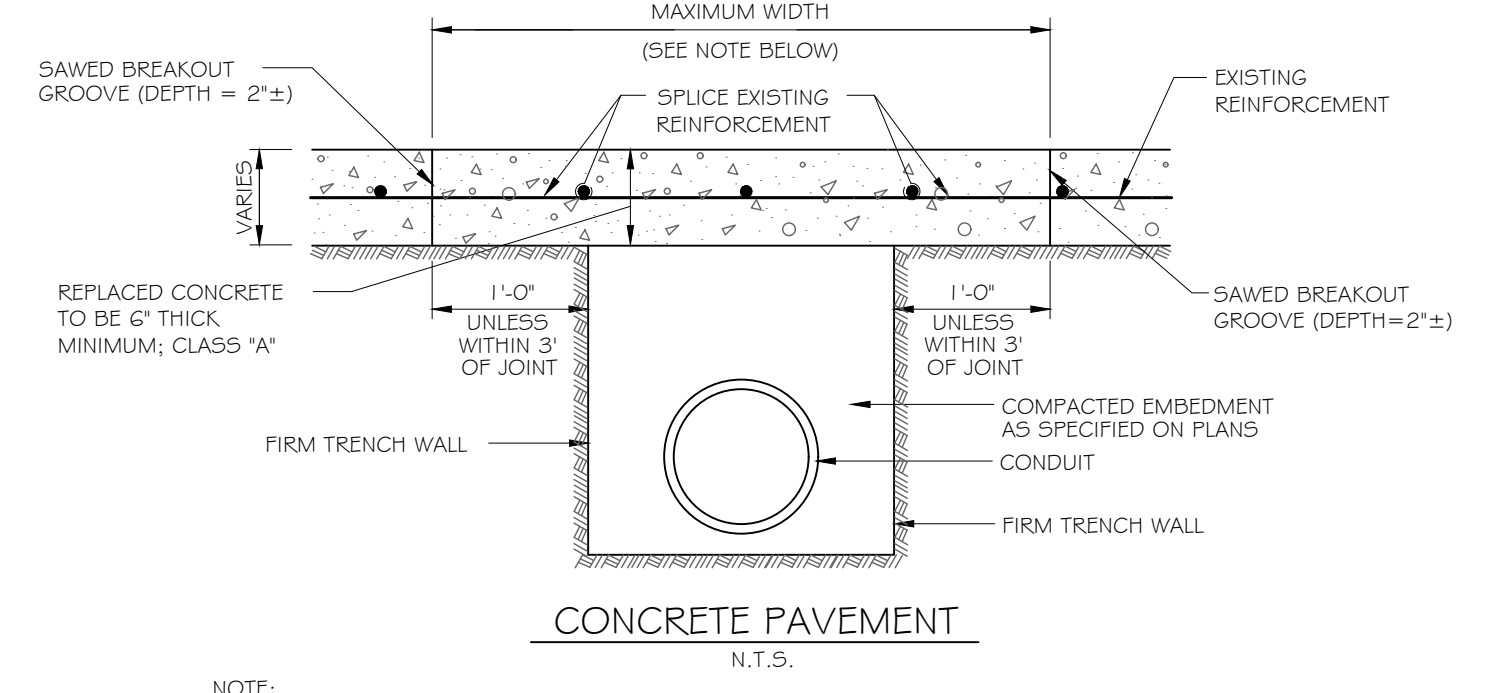 MAXIMUM WIDTH
(SEE NOTE BELOW)
SAWED BREAKOUT
GROOVE (DEPTH = 2"±)
SPLICE EXISTING
REINFORCEMENT
EXISTING
REINFORCEMENT
VARIES
REPLACED CONCRETE
TO BE 6" THICK
MINIMUM; CLASS "A"
1'-0"
UNLESS
WITHIN 3'
OF JOINT
1'-0"
UNLESS
WITHIN 3'
OF JOINT
SAWED BREAKOUT
GROOVE (DEPTH=2"±)
COMPACTED EMBEDMENT
AS SPECIFIED ON PLANS
FIRM TRENCH WALL
CONDUIT
FIRM TRENCH WALL
CONCRETE PAVEMENT
N.T.S.
NOTE: